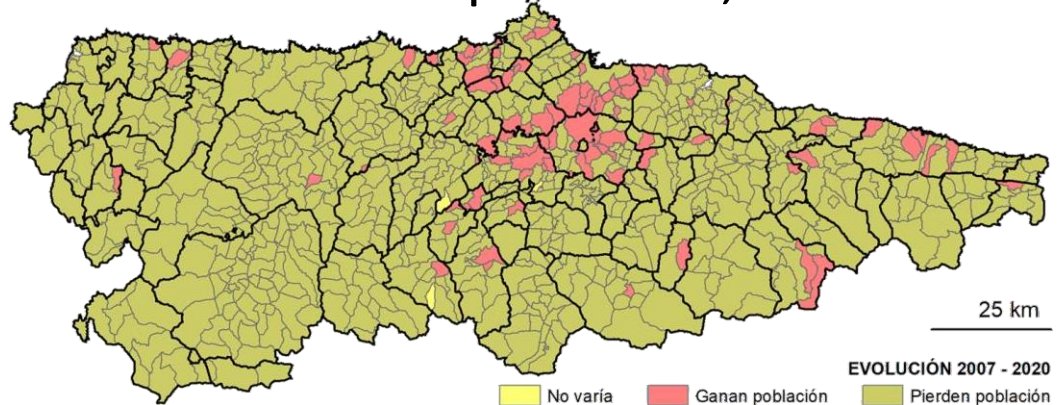 25 km
EVOLUCIÓN 2007 - 2020
No varía
Ganan población
Pierden población